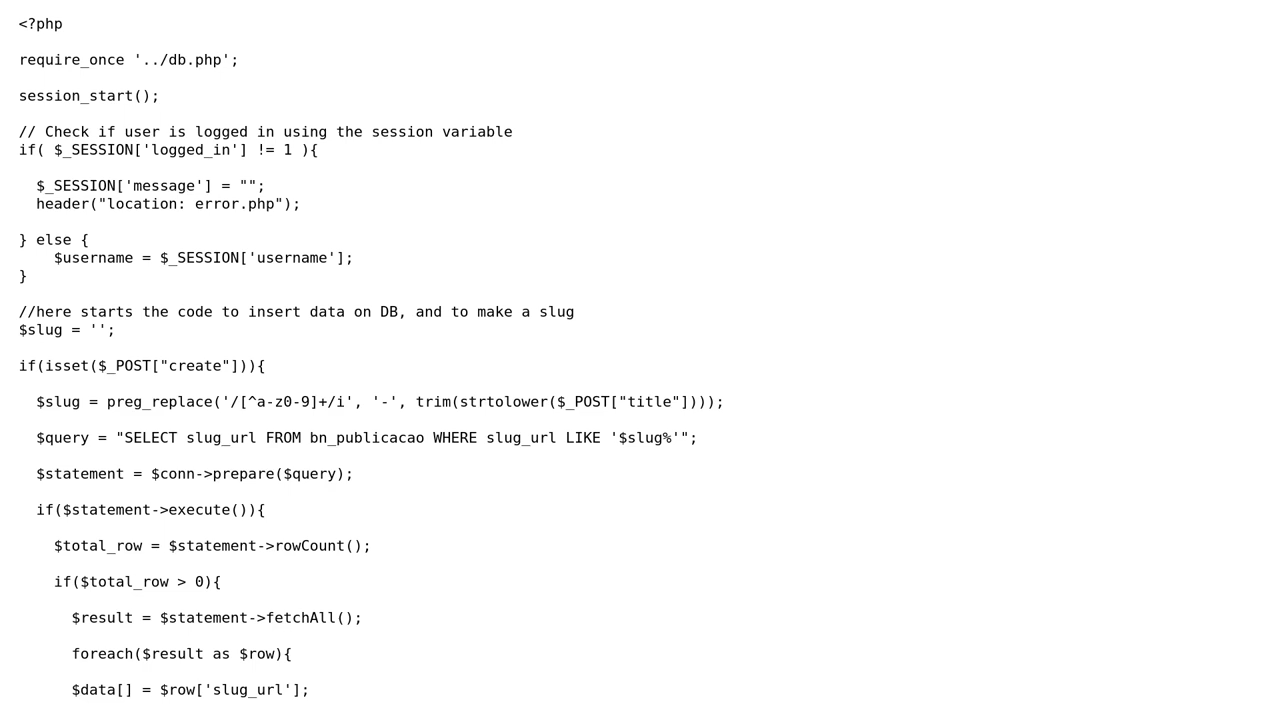 <?php
require_once '../db.php';
session_start();
// Check if user is logged in using the session variable
if( $_SESSION['logged_in'] != 1 ){
  $_SESSION['message'] = "";
  header("location: error.php");
} else {
    $username = $_SESSION['username'];
}
//here starts the code to insert data on DB, and to make a slug
$slug = '';
if(isset($_POST["create"])){
  $slug = preg_replace('/[^a-z0-9]+/i', '-', trim(strtolower($_POST["title"])));
  $query = "SELECT slug_url FROM bn_publicacao WHERE slug_url LIKE '$slug%'";
  $statement = $conn->prepare($query);
  if($statement->execute()){
    $total_row = $statement->rowCount();
    if($total_row > 0){
      $result = $statement->fetchAll();
      foreach($result as $row){
      $data[] = $row['slug_url'];